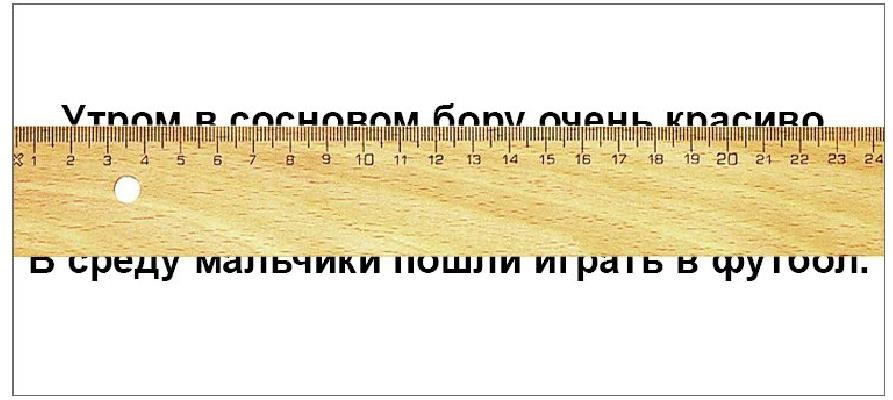 Утром в сосновом бору очень красиво
1 2 3 4 5 6 7 8 9 10 11 12 13 14 15 16 17 18 19 20 21 22 23 24
В среду мальчики пошли играть в футбол.